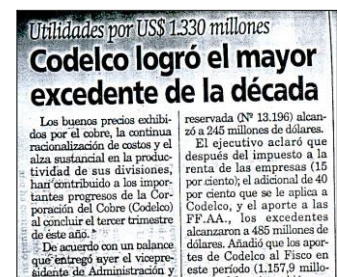 Utilidades por US$ 1.330 millones
Codelco logró el mayor
excedente de la década
Los buenos precios exhibi-
dos por el cobre, la continua
racionalización de costos y el
alza sustancial en la produc-
tividad de sus divisiones,
han contribuido a los impor-
tantes progresos de la Cor-
poración del Cobre (Codelco)
al concluir el tercer trimestre
de este año.
De acuerdo con un balance
que entregó ayer el vicepre-
sidente de Administración y
reservada (Nº 13.196) alcan-
zó a 245 millones de dólares.
El ejecutivo aclaró que
después del impuesto a la
renta de las empresas (15
por ciento), el adicional de 40
por ciento que se le aplica a
Codelco, y el aporte a las
FF.AA., los excedentes
alcanzaron a 485 millones de
dólares. Añadió que los apor-
tes de Codelco al Fisco en
este período (1.157,9 millo-